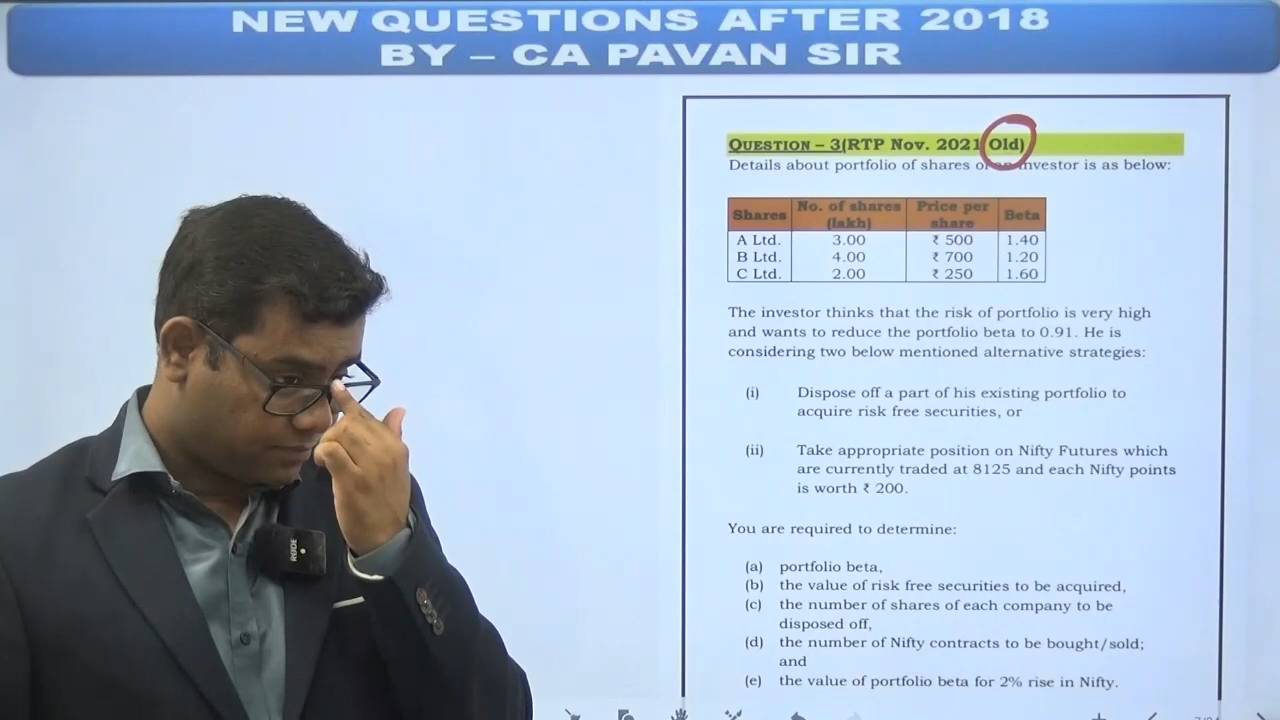 NEW QUESTIONS AFTER 2018
BY – CA PAVAN SIR
QUESTION – 3(RTP Nov. 2021 Old)
Details about portfolio of shares of an investor is as below:
Shares No. of shares (lakh) Price per share Beta
A Ltd. 3.00 ₹ 500 1.40
B Ltd. 4.00 ₹ 700 1.20
C Ltd. 2.00 ₹ 250 1.60
The investor thinks that the risk of portfolio is very high
and wants to reduce the portfolio beta to 0.91. He is
considering two below mentioned alternative strategies:
(i) Dispose off a part of his existing portfolio to
acquire risk free securities, or
(ii) Take appropriate position on Nifty Futures which
are currently traded at 8125 and each Nifty points
is worth ₹ 200.
You are required to determine:
(a) portfolio beta,
(b) the value of risk free securities to be acquired,
(c) the number of shares of each company to be
disposed off,
(d) the number of Nifty contracts to be bought/sold;
and
(e) the value of portfolio beta for 2% rise in Nifty.
RODE